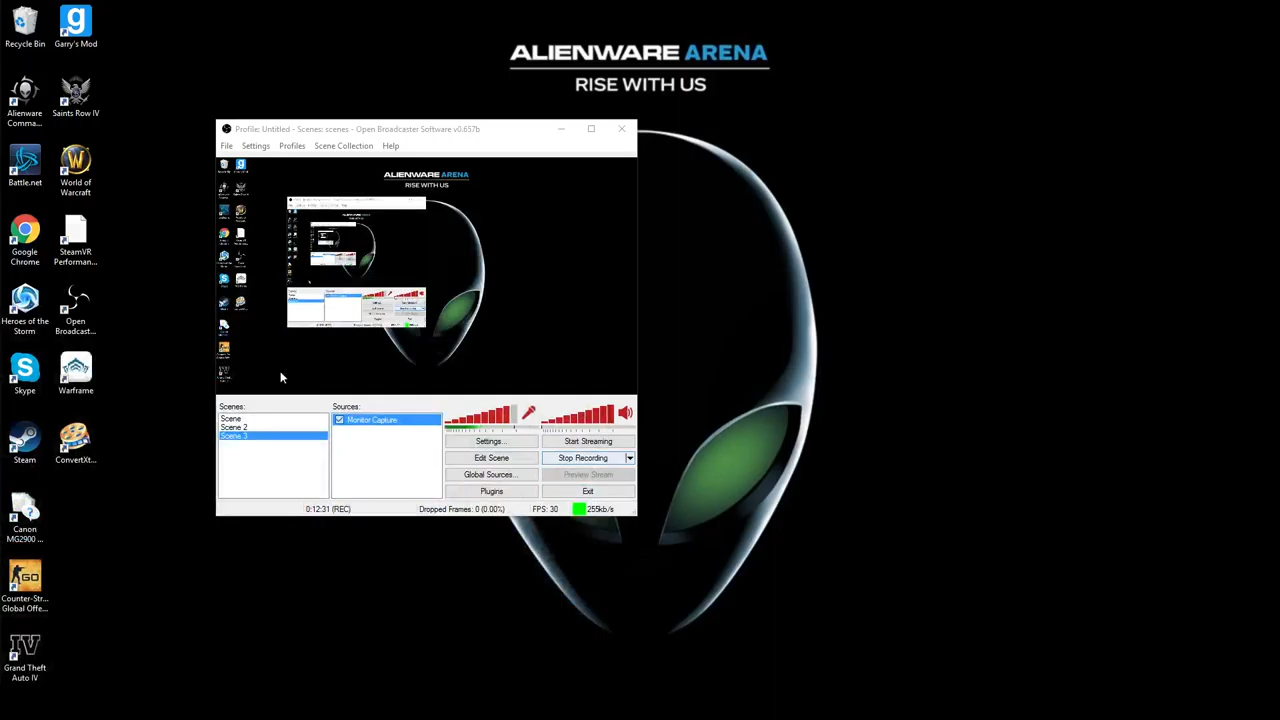 Recycle Bin
Garry's Mod
Alienware
Comma...
Saints Row IV
Battle.net
World of
Warcraft
Google
Chrome
SteamVR
Performan...
Heroes of the
Storm
Open
Broadcast...
Skype
Warframe
Steam
ConvertXt...
Canon
MG2900 ...
GO
Counter-Str...
Global Offe...
IV
Grand Theft
Auto IV
ALIENWARE ARENA
RISE WITH US
Profile: Untitled - Scenes: scenes - Open Broadcaster Software v0.657b
File Settings Profiles Scene Collection Help
ALIENWARE ARENA
RISE WITH US
Scenes:
Scene
Scene 2
Scene 3
Sources:
Monitor Capture
Settings...
Start Streaming
Edit Scene
Stop Recording
Global Sources...
Preview Stream
Plugins
Exit
0:12:31 (REC)
Dropped Frames: 0 (0.00%)
FPS: 30
255kb/s